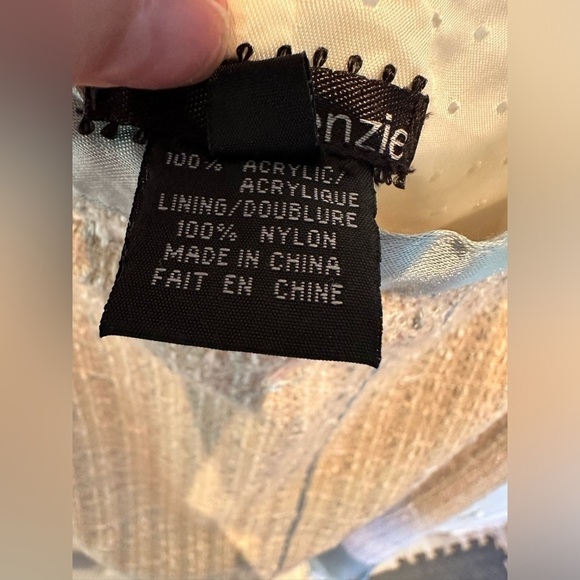 enzie
100% ACRYLIC/
ACRYLIQUE
LINING/DOUBLURE
100% NYLON
MADE IN CHINA
FAIT EN CHINE